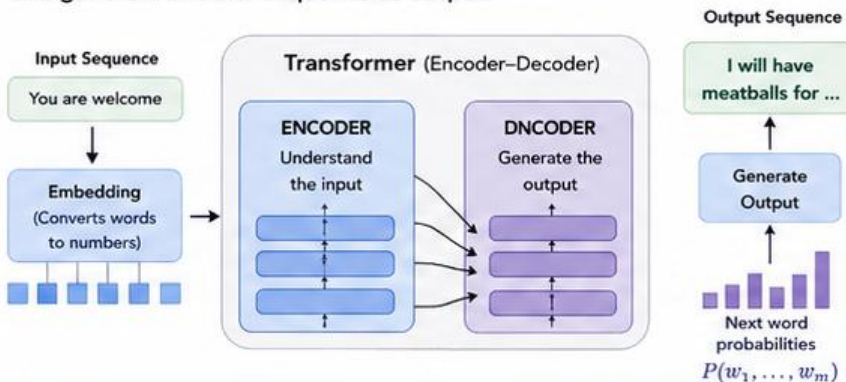 Input Sequence
You are welcome
Embedding
(Converts words
to numbers)
Transformer (Encoder–Decoder)
ENCODER
Understand
the input
DNCODER
Generate the
output
Output Sequence
I will have
meatballs for ...
Generate
Output
Next word
probabilities
P(w₁, . . . , wₘ)